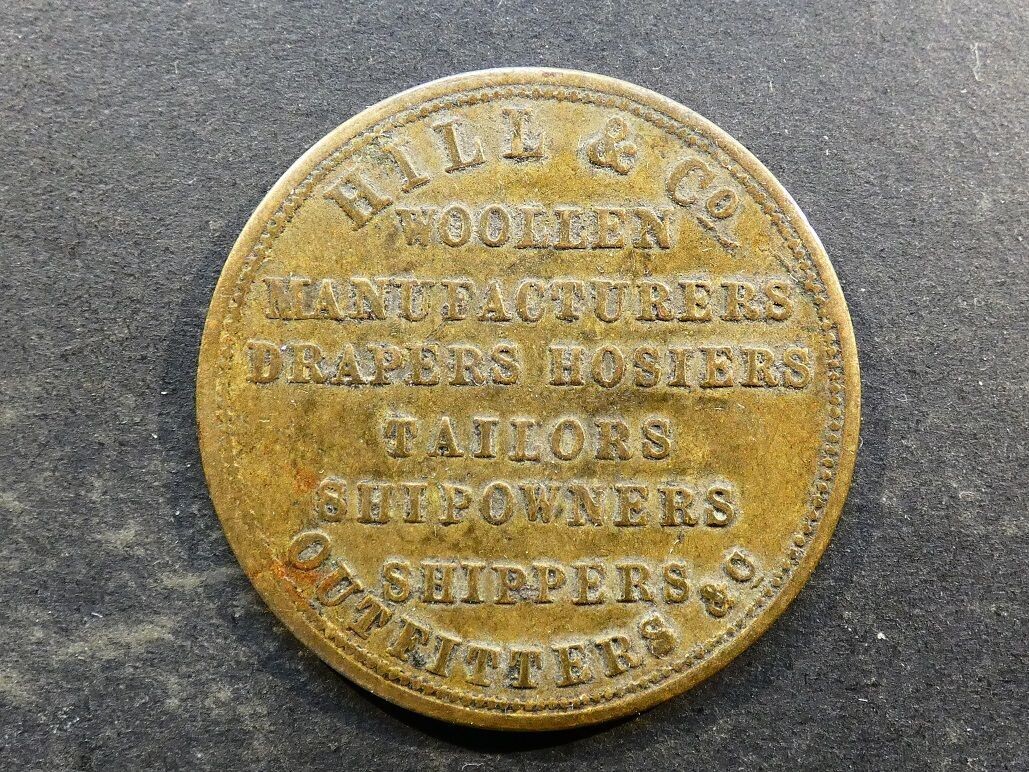 HILL & Co
WOOLLEN
MANUFACTURERS
DRAPERS HOSIERS
TAILORS
SHIPOWNERS
SHIPPERS
OUTFITTERS &C